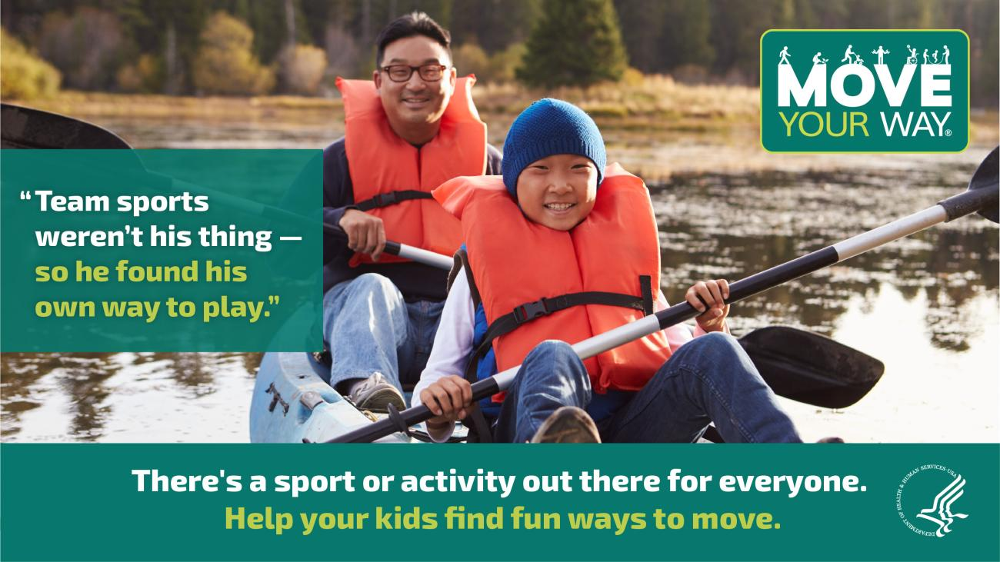 MOVE
YOUR WAY®
“Team sports
weren’t his thing —
so he found his
own way to play.”
There's a sport or activity out there for everyone.
Help your kids find fun ways to move.
DEPARTMENT OF HEALTH & HUMAN SERVICES · USA